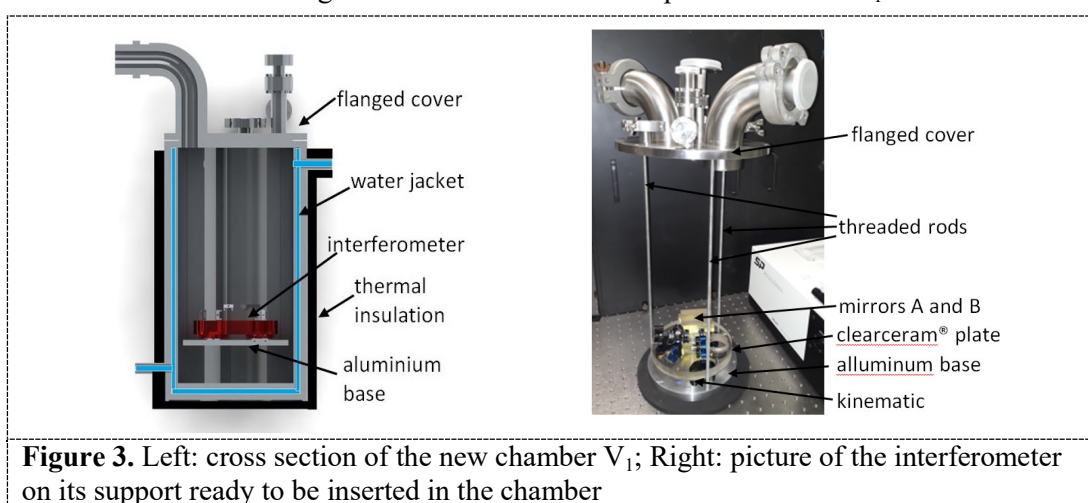 flanged cover
water jacket
interferometer
thermal
insulation
aluminium
base
flanged cover
threaded rods
mirrors A and B
clearceram® plate
alluminum base
kinematic
SP
Figure 3. Left: cross section of the new chamber V₁; Right: picture of the interferometer
on its support ready to be inserted in the chamber